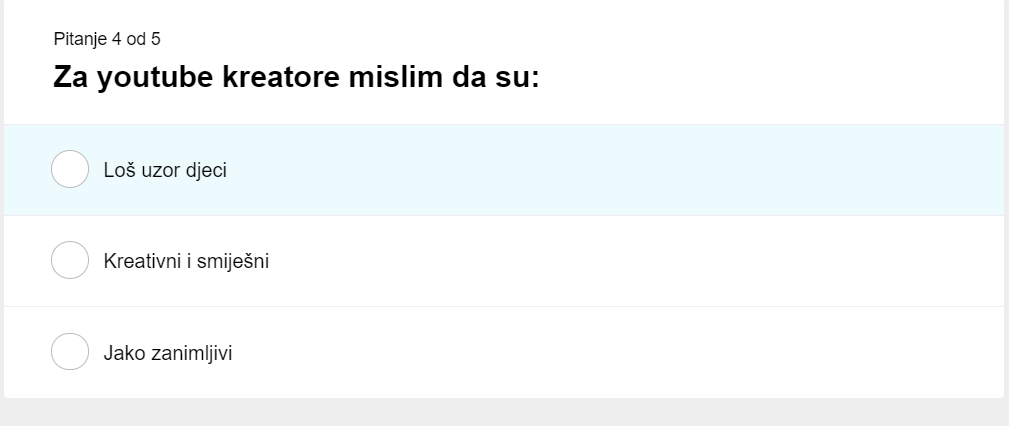 Pitanje 4 od 5
Za youtube kreatore mislim da su:
Loš uzor djeci
Kreativni i smiješni
Jako zanimljivi